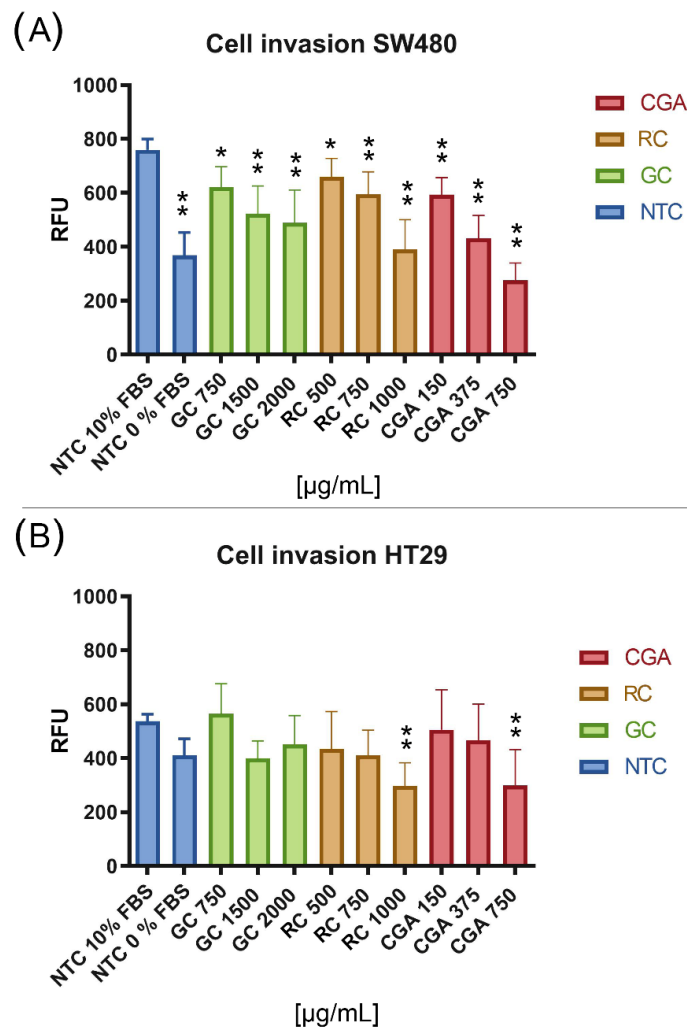 (A)
Cell invasion SW480
1000
800
600
400
200
0
RFU
* *
*
* *
* *
*
* *
* *
* *
* *
* *
NTC 10% FBS
NTC 0 % FBS
GC 750
GC 1500
GC 2000
RC 500
RC 750
RC 1000
CGA 150
CGA 375
CGA 750
[µg/mL]
CGA
RC
GC
NTC
(B)
Cell invasion HT29
1000
800
600
400
200
0
RFU
* *
* *
NTC 10% FBS
NTC 0 % FBS
GC 750
GC 1500
GC 2000
RC 500
RC 750
RC 1000
CGA 150
CGA 375
CGA 750
[µg/mL]
CGA
RC
GC
NTC